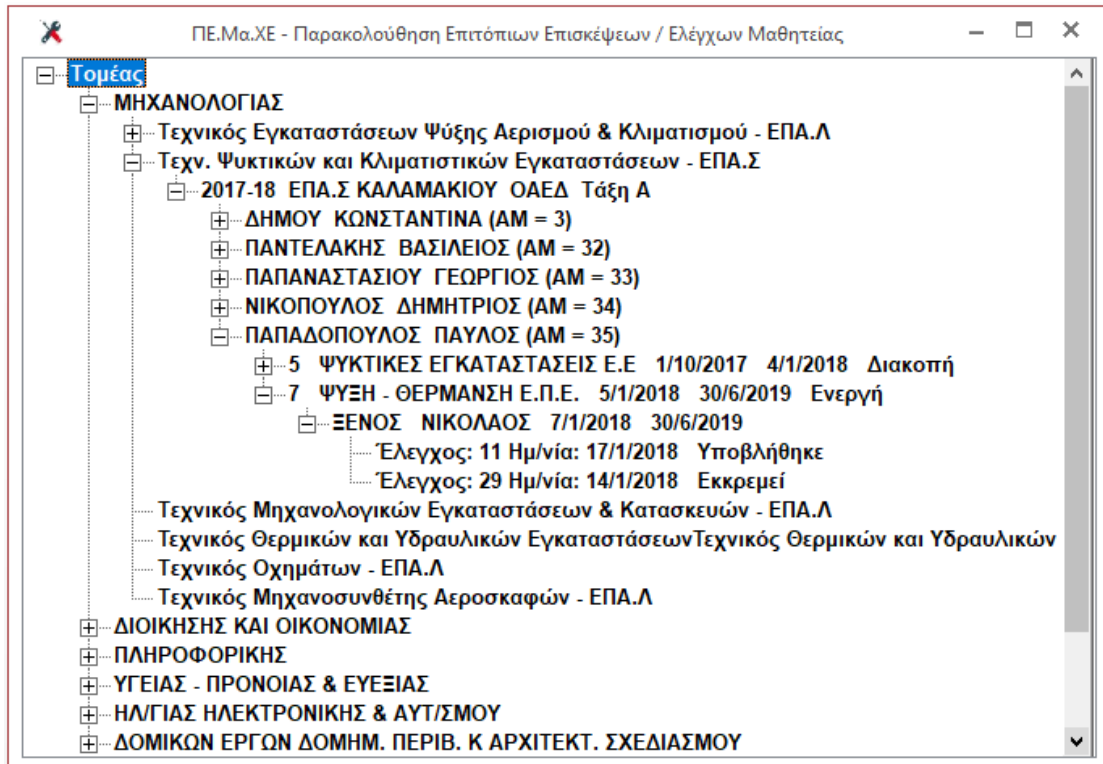 ΠΕ.Μα.ΧΕ - Παρακολούθηση Επιτόπιων Επισκέψεων / Ελέγχων Μαθητείας
Τομέας
ΜΗΧΑΝΟΛΟΓΙΑΣ
Τεχνικός Εγκαταστάσεων Ψύξης Αερισμού & Κλιματισμού - ΕΠΑ.Λ
Τεχν. Ψυκτικών και Κλιματιστικών Εγκαταστάσεων - ΕΠΑ.Σ
2017-18 ΕΠΑ.Σ ΚΑΛΑΜΑΚΙΟΥ ΟΑΕΔ Τάξη Α
ΔΗΜΟΥ ΚΩΝΣΤΑΝΤΙΝΑ (ΑΜ = 3)
ΠΑΝΤΕΛΑΚΗΣ ΒΑΣΙΛΕΙΟΣ (ΑΜ = 32)
ΠΑΠΑΝΑΣΤΑΣΙΟΥ ΓΕΩΡΓΙΟΣ (ΑΜ = 33)
ΝΙΚΟΠΟΥΛΟΣ ΔΗΜΗΤΡΙΟΣ (ΑΜ = 34)
ΠΑΠΑΔΟΠΟΥΛΟΣ ΠΑΥΛΟΣ (ΑΜ = 35)
5 ΨΥΚΤΙΚΕΣ ΕΓΚΑΤΑΣΤΑΣΕΙΣ Ε.Ε 1/10/2017 4/1/2018 Διακοπή
7 ΨΥΞΗ - ΘΕΡΜΑΝΣΗ Ε.Π.Ε. 5/1/2018 30/6/2019 Ενεργή
ΞΕΝΟΣ ΝΙΚΟΛΑΟΣ 7/1/2018 30/6/2019
Έλεγχος: 11 Ημ/νία: 17/1/2018 Υποβλήθηκε
Έλεγχος: 29 Ημ/νία: 14/1/2018 Εκκρεμεί
Τεχνικός Μηχανολογικών Εγκαταστάσεων & Κατασκευών - ΕΠΑ.Λ
Τεχνικός Θερμικών και Υδραυλικών ΕγκαταστάσεωνΤεχνικός Θερμικών και Υδραυλικών
Τεχνικός Οχημάτων - ΕΠΑ.Λ
Τεχνικός Μηχανοσυνθέτης Αεροσκαφών - ΕΠΑ.Λ
ΔΙΟΙΚΗΣΗΣ ΚΑΙ ΟΙΚΟΝΟΜΙΑΣ
ΠΛΗΡΟΦΟΡΙΚΗΣ
ΥΓΕΙΑΣ - ΠΡΟΝΟΙΑΣ & ΕΥΕΞΙΑΣ
ΗΛ/ΓΙΑΣ ΗΛΕΚΤΡΟΝΙΚΗΣ & ΑΥΤ/ΣΜΟΥ
ΔΟΜΙΚΩΝ ΕΡΓΩΝ ΔΟΜΗΜ. ΠΕΡΙΒ. Κ ΑΡΧΙΤΕΚΤ. ΣΧΕΔΙΑΣΜΟΥ